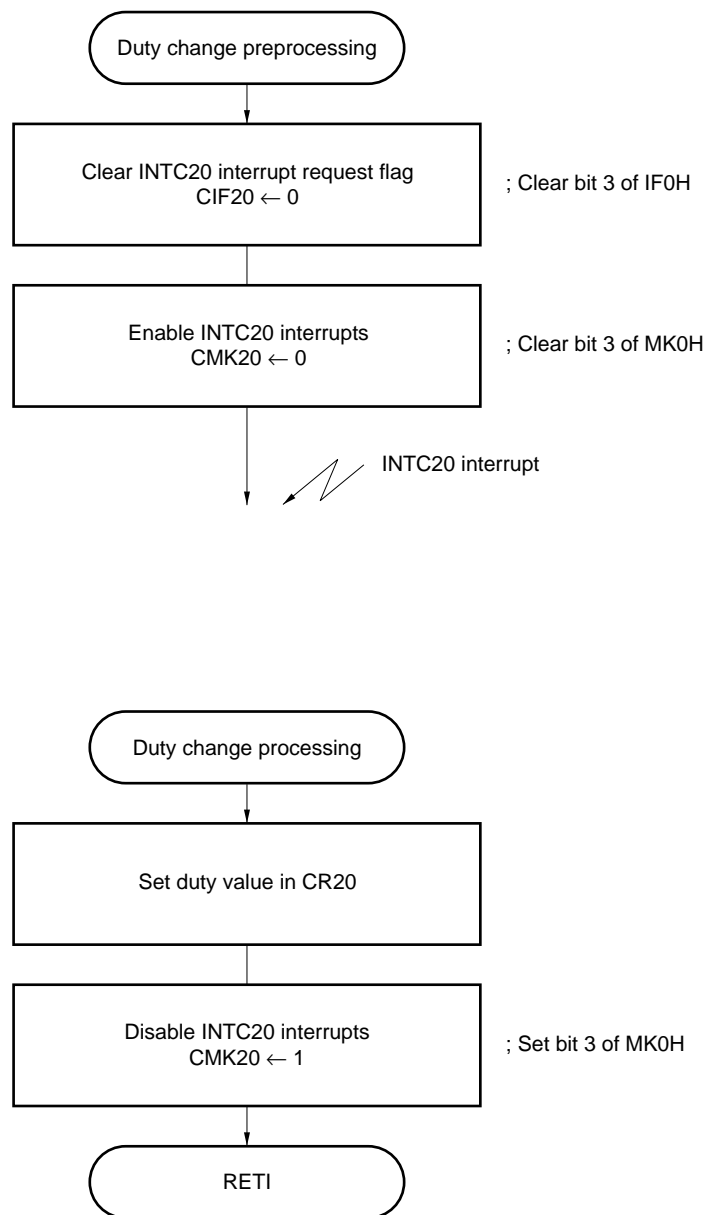 Duty change preprocessing
Clear INTC20 interrupt request flag
CIF20 ← 0
; Clear bit 3 of IF0H
Enable INTC20 interrupts
CMK20 ← 0
; Clear bit 3 of MK0H
INTC20 interrupt
Duty change processing
Set duty value in CR20
Disable INTC20 interrupts
CMK20 ← 1
; Set bit 3 of MK0H
RETI